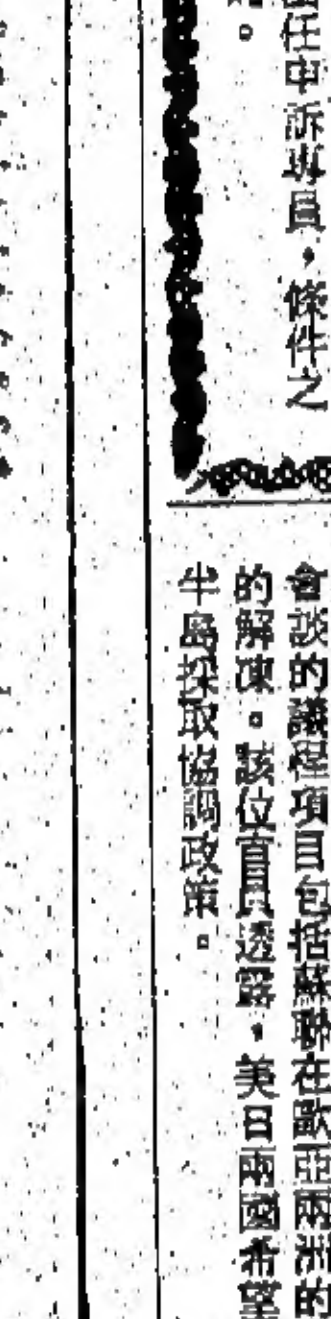 任中訴專員，條件之
。
會談的議程項目包括蘇聯在歐亞兩洲的
的解凍。該位官員透露，美日兩國希望
半島採取協調政策。